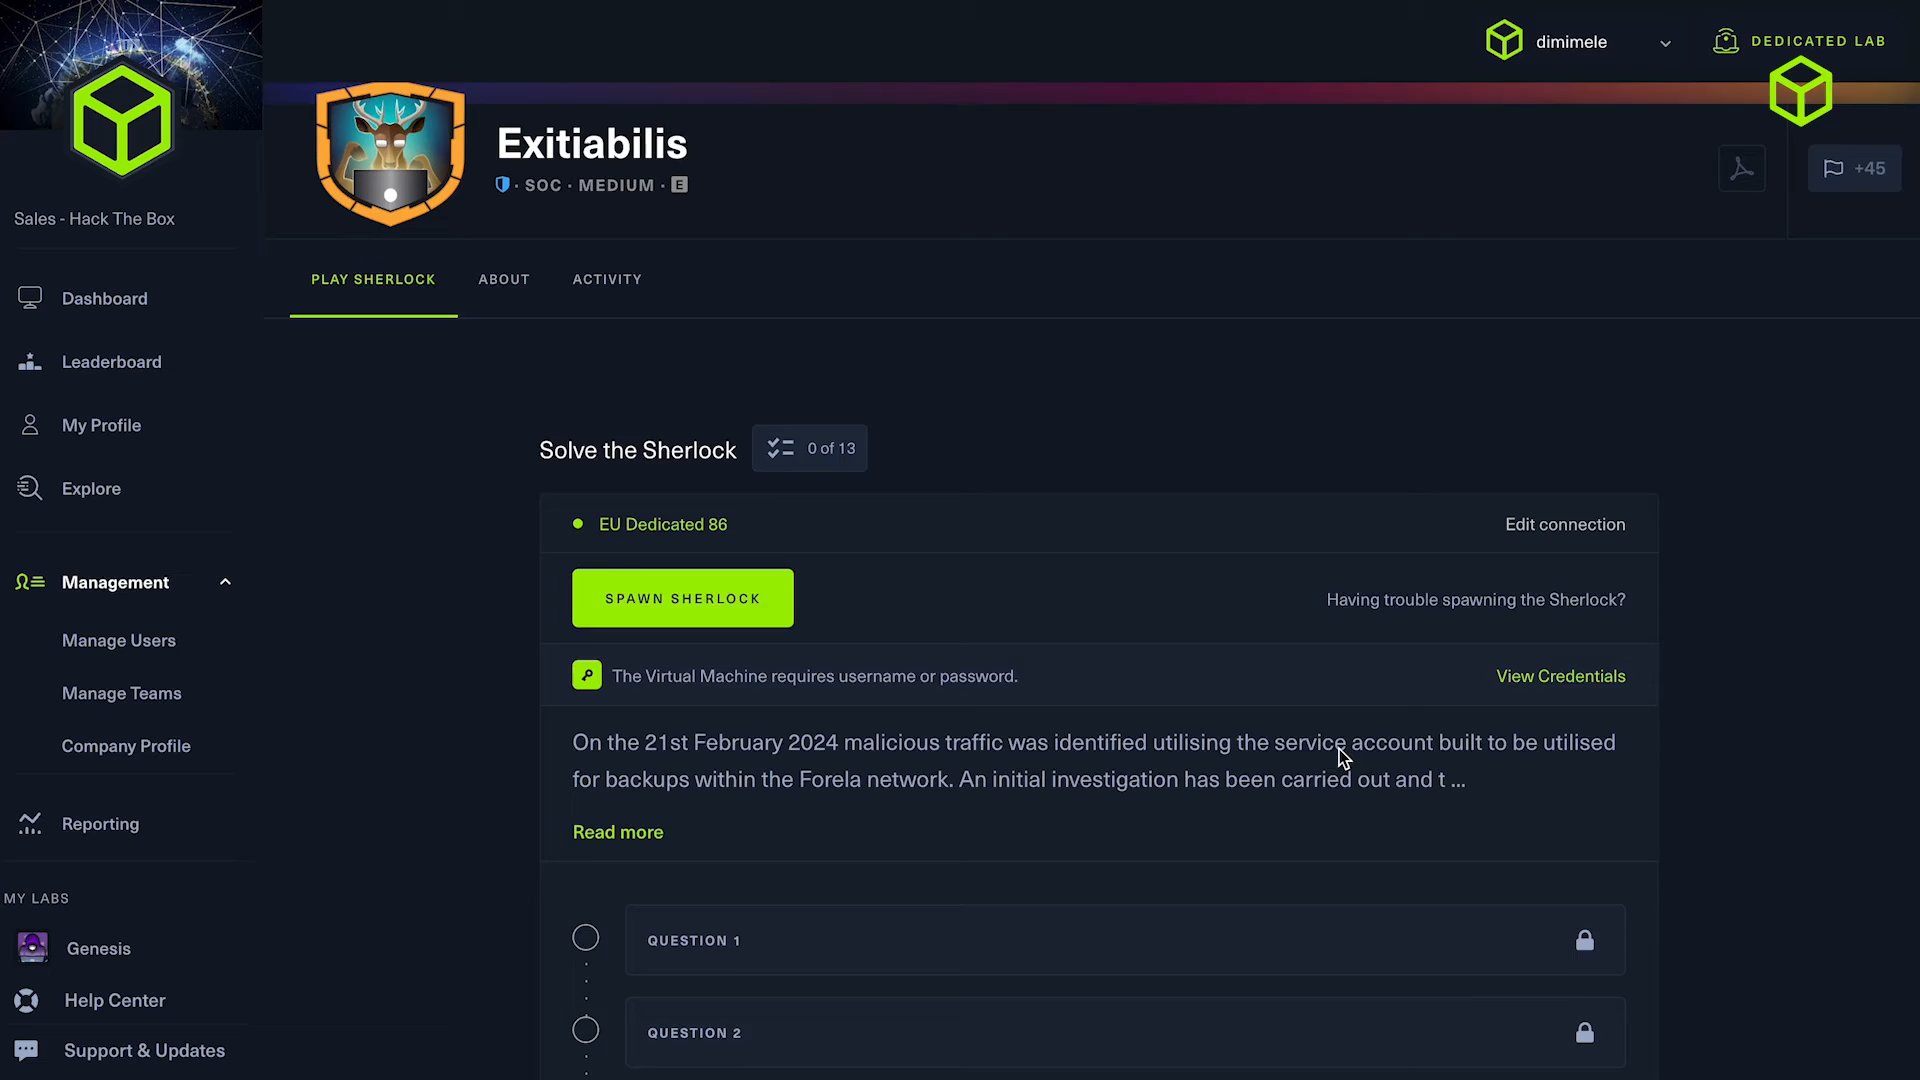 dimimele
DEDICATED LAB
Exitiabilis
· SOC · MEDIUM · E
+45
Sales - Hack The Box
PLAY SHERLOCK
ABOUT
ACTIVITY
Dashboard
Leaderboard
My Profile
Explore
Management
Manage Users
Manage Teams
Company Profile
Reporting
MY LABS
Genesis
Help Center
Support & Updates
Solve the Sherlock
0 of 13
EU Dedicated 86
Edit connection
SPAWN SHERLOCK
Having trouble spawning the Sherlock?
The Virtual Machine requires username or password.
View Credentials
On the 21st February 2024 malicious traffic was identified utilising the service account built to be utilised
for backups within the Forela network. An initial investigation has been carried out and t ...
Read more
QUESTION 1
QUESTION 2